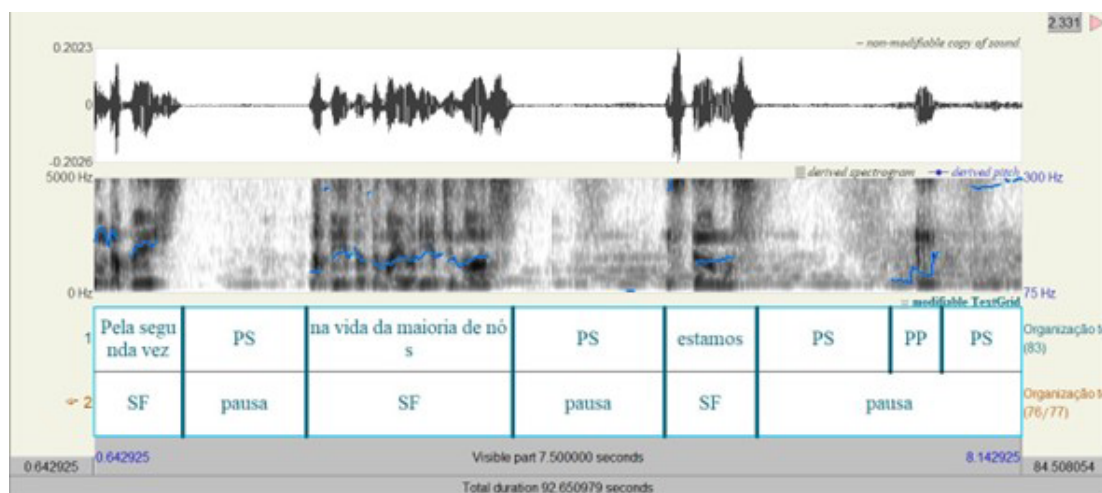 2.331
0.2023
– non-modifiable copy of sound
0
-0.2026
5000 Hz
derived spectrogram
derived pitch
300 Hz
0 Hz
75 Hz
modifiable TextGrid
1
Pela segu
nda vez
PS
na vida da maioria de nó
s
PS
estamos
PS
PP
PS
Organização t
(83)
2
SF
pausa
SF
pausa
SF
pausa
Organização t
(76/77)
0.642925
0.642925
Visible part 7.500000 seconds
8.142925
84.508054
Total duration 92.650979 seconds